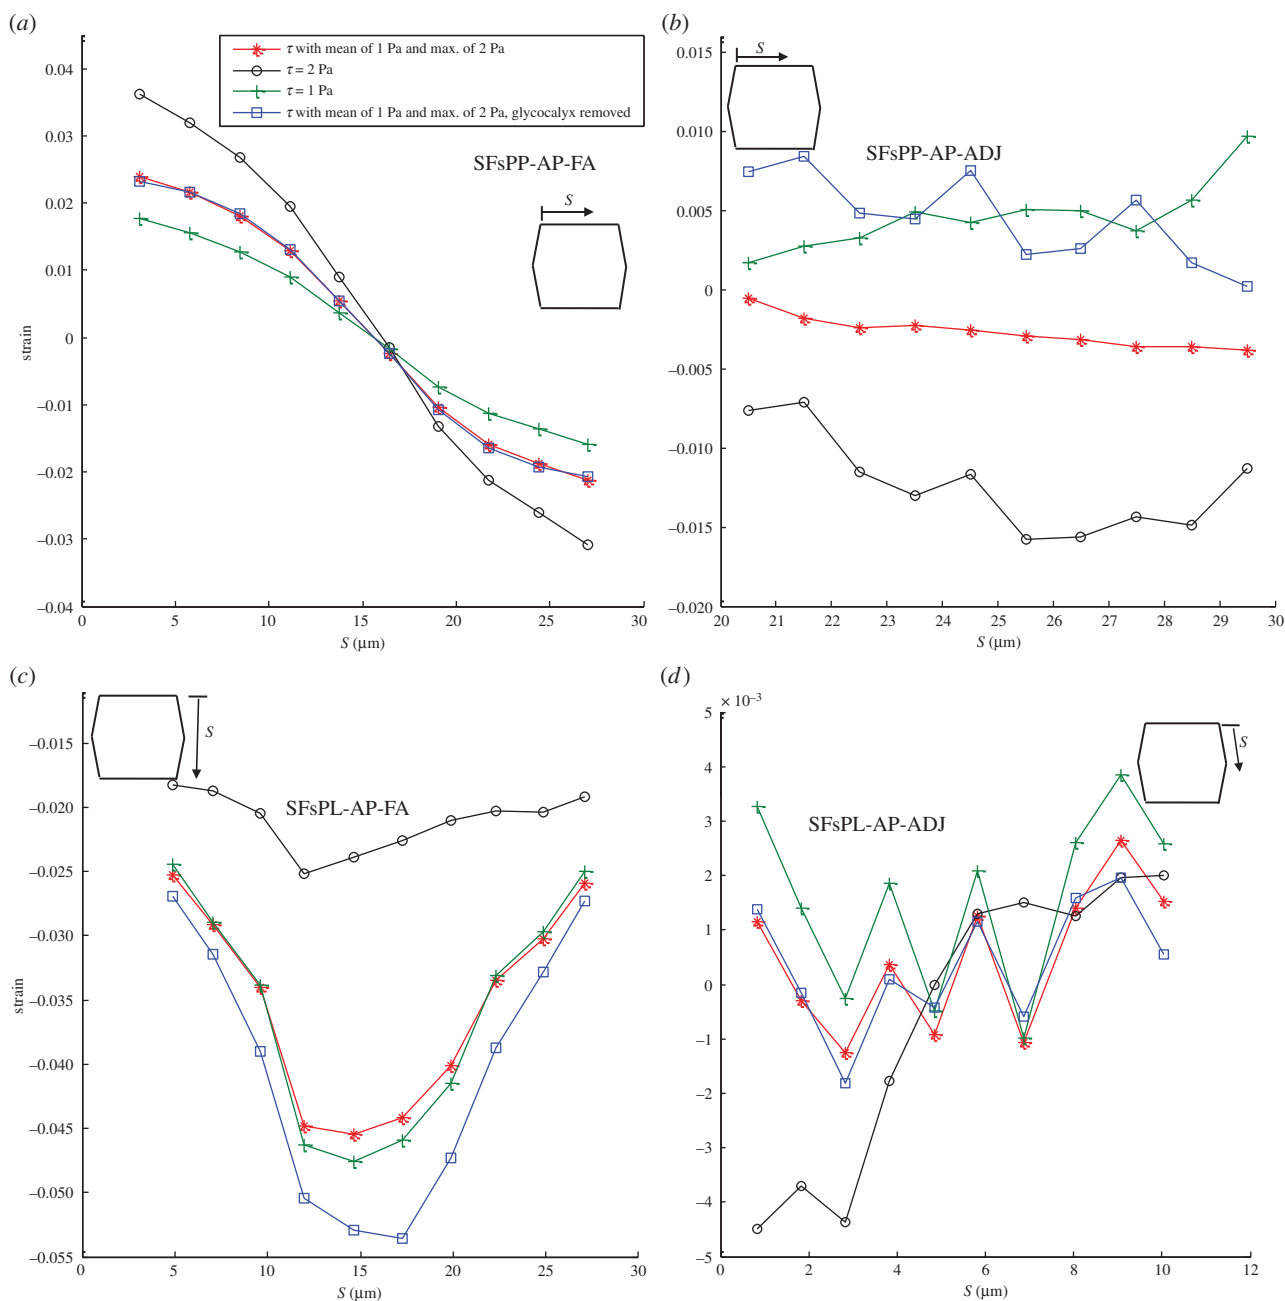 (a)
0.04
0.03
0.02
0.01
0
−0.01
−0.02
−0.03
−0.04
strain
τ with mean of 1 Pa and max. of 2 Pa
τ = 2 Pa
τ = 1 Pa
τ with mean of 1 Pa and max. of 2 Pa, glycocalyx removed
SFsPP-AP-FA
S
0 5 10 15 20 25 30
S (μm)
(b)
0.015
0.010
0.005
0
−0.005
−0.010
−0.015
−0.020
S
SFsPP-AP-ADJ
20 21 22 23 24 25 26 27 28 29 30
S (μm)
(c)
−0.015
−0.020
−0.025
−0.030
−0.035
−0.040
−0.045
−0.050
−0.055
strain
S
SFsPL-AP-FA
0 5 10 15 20 25 30
S (μm)
(d)
× 10⁻³
5
4
3
2
1
0
−1
−2
−3
−4
−5
S
SFsPL-AP-ADJ
0 2 4 6 8 10 12
S (μm)